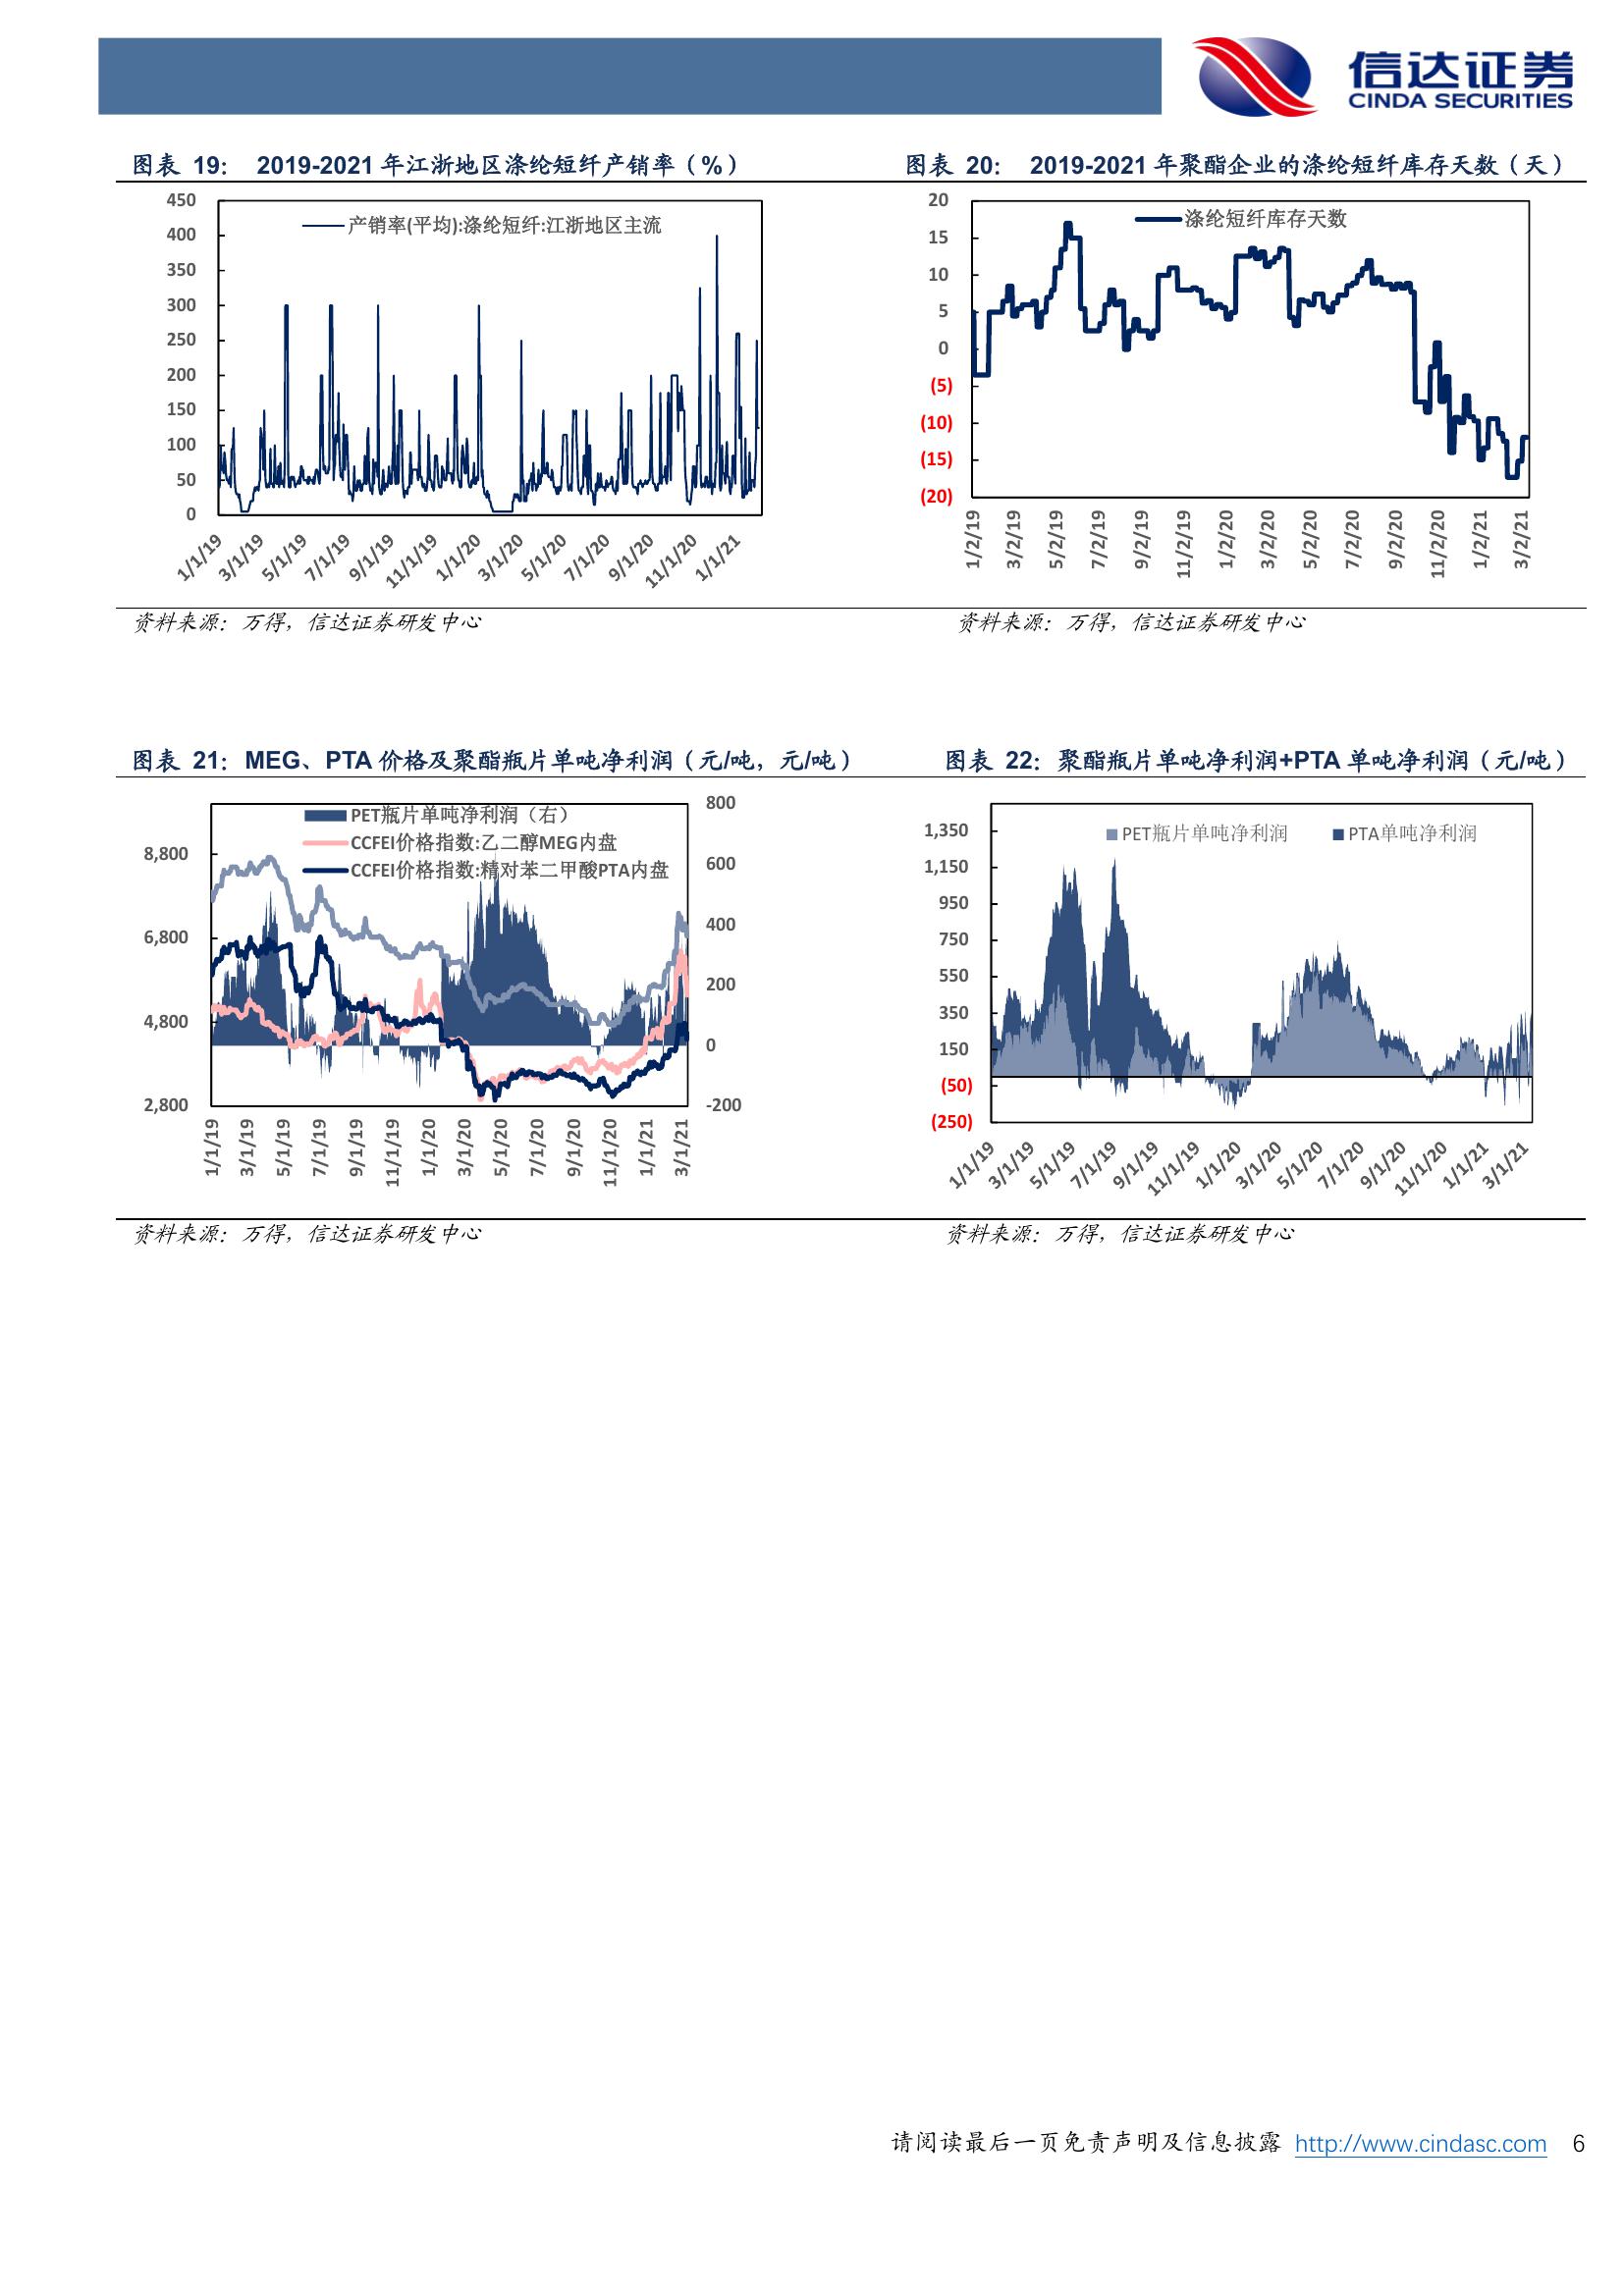 信达证券
CINDA SECURITIES
图表 19： 2019-2021 年江浙地区涤纶短纤产销率（%）
450
400
350
300
250
200
150
100
50
0
产销率(平均):涤纶短纤:江浙地区主流
1/1/19 3/1/19 5/1/19 7/1/19 9/1/19 11/1/19 1/1/20 3/1/20 5/1/20 7/1/20 9/1/20 11/1/20 1/1/21
资料来源：万得，信达证券研发中心
图表 20： 2019-2021 年聚酯企业的涤纶短纤库存天数（天）
20
15
10
5
0
(5)
(10)
(15)
(20)
涤纶短纤库存天数
1/2/19 3/2/19 5/2/19 7/2/19 9/2/19 11/2/19 1/2/20 3/2/20 5/2/20 7/2/20 9/2/20 11/2/20 1/2/21 3/2/21
资料来源：万得，信达证券研发中心
图表 21：MEG、PTA 价格及聚酯瓶片单吨净利润（元/吨，元/吨）
8,800
6,800
4,800
2,800
PET瓶片单吨净利润（右）
CCFEI价格指数:乙二醇MEG内盘
CCFEI价格指数:精对苯二甲酸PTA内盘
800
600
400
200
0
-200
1/1/19 3/1/19 5/1/19 7/1/19 9/1/19 11/1/19 1/1/20 3/1/20 5/1/20 7/1/20 9/1/20 11/1/20 1/1/21 3/1/21
资料来源：万得，信达证券研发中心
图表 22：聚酯瓶片单吨净利润+PTA 单吨净利润（元/吨）
1,350
1,150
950
750
550
350
150
(50)
(250)
PET瓶片单吨净利润 PTA单吨净利润
1/1/19 3/1/19 5/1/19 7/1/19 9/1/19 11/1/19 1/1/20 3/1/20 5/1/20 7/1/20 9/1/20 11/1/20 1/1/21 3/1/21
资料来源：万得，信达证券研发中心
请阅读最后一页免责声明及信息披露 http://www.cindasc.com 6